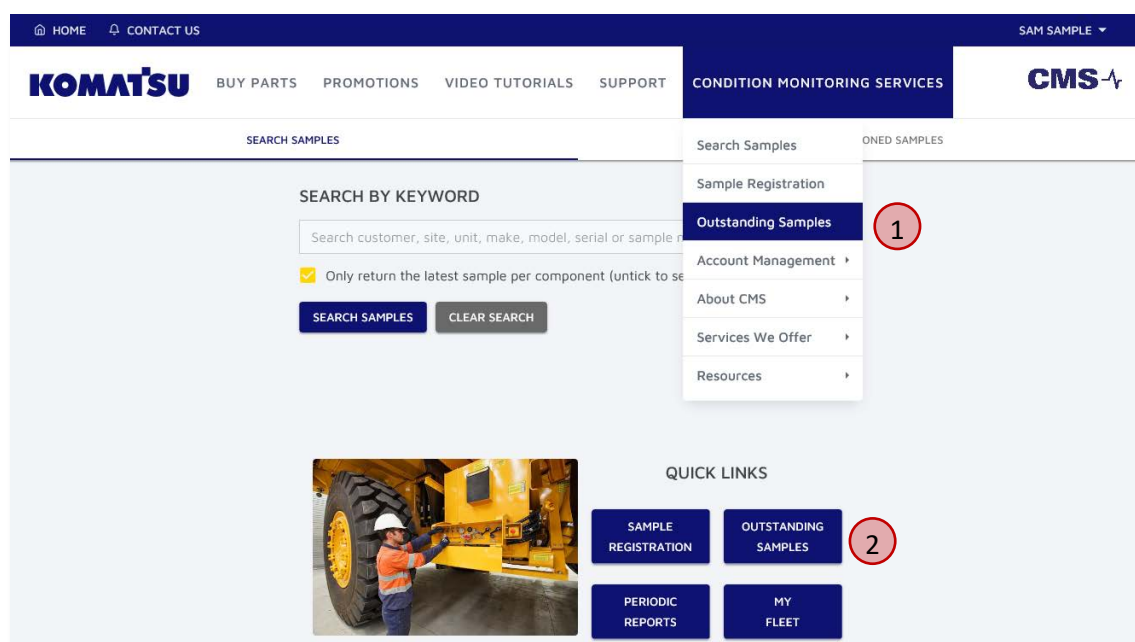 HOME CONTACT US SAM SAMPLE
KOMATSU BUY PARTS PROMOTIONS VIDEO TUTORIALS SUPPORT CONDITION MONITORING SERVICES CMS
SEARCH SAMPLES ONED SAMPLES
Search Samples
Sample Registration
Outstanding Samples 1
Account Management
About CMS
Services We Offer
Resources
SEARCH BY KEYWORD
Search customer, site, unit, make, model, serial or sample
Only return the latest sample per component (untick to se
SEARCH SAMPLES CLEAR SEARCH
QUICK LINKS
SAMPLE
REGISTRATION
OUTSTANDING
SAMPLES
2
PERIODIC
REPORTS
MY
FLEET